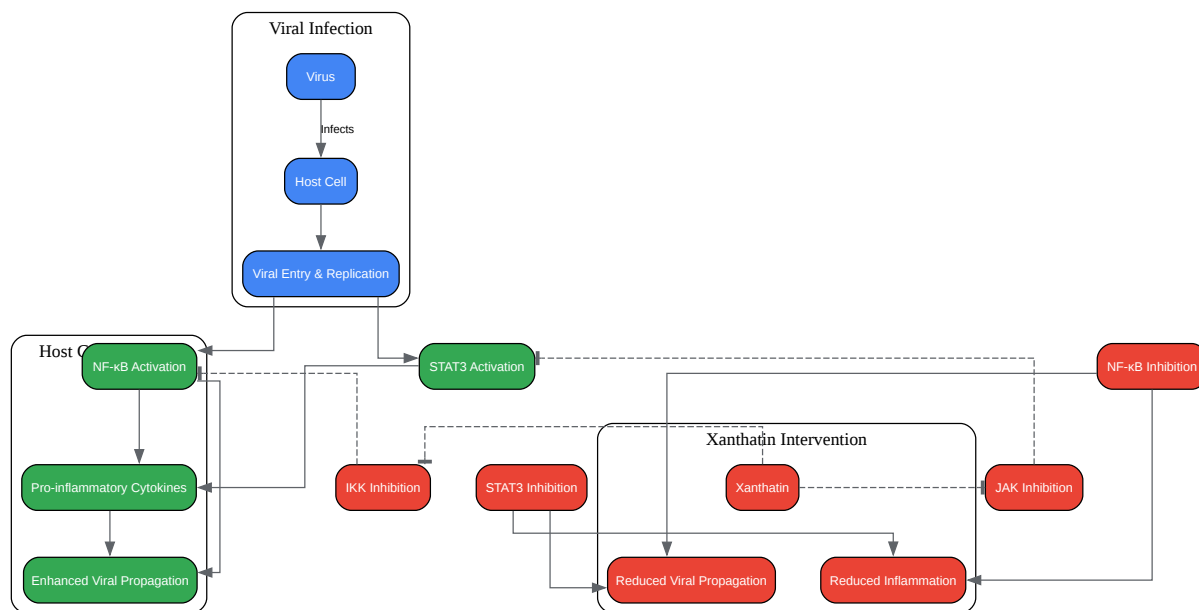 Viral Infection
Virus
Infects
Host Cell
Viral Entry & Replication
Host
NF-κB Activation
STAT3 Activation
NF-κB Inhibition
Xanthatin Intervention
Pro-inflammatory Cytokines
IKK Inhibition
STAT3 Inhibition
Xanthatin
JAK Inhibition
Enhanced Viral Propagation
Reduced Viral Propagation
Reduced Inflammation